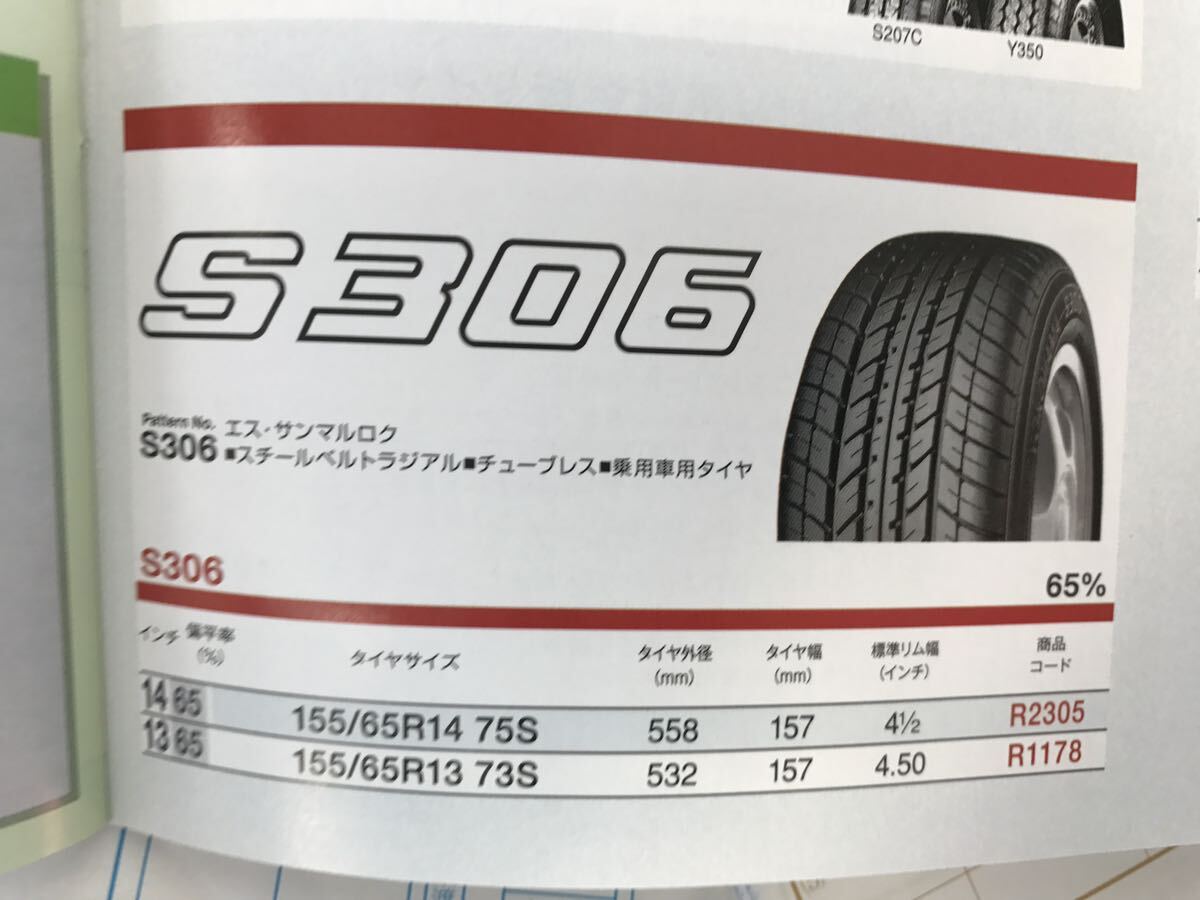 S207C
Y350
S306
Pattern No. エス・サンマルロク
S306 ■スチールベルトラジアル■チューブレス■乗用車用タイヤ
S306
65%
インチ 偏平率(%) タイヤサイズ タイヤ外径(mm) タイヤ幅(mm) 標準リム幅(インチ) 商品コード
14 65 155/65R14 75S 558 157 4½ R2305
13 65 155/65R13 73S 532 157 4.50 R1178